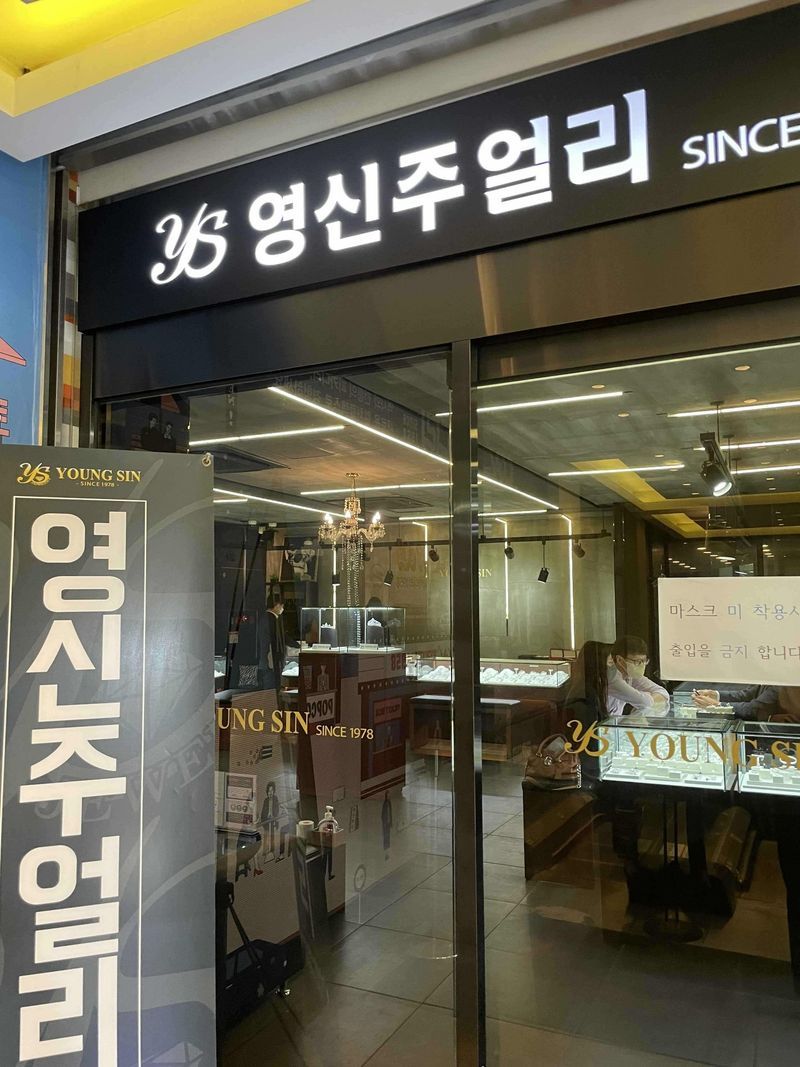 YS 영신주얼리 SINCE
YS YOUNG SIN
- SINCE 1978 -
영신주얼리
YOUNG SIN
마스크 미 착용시
출입을 금지 합니다
UNG SIN SINCE 1978
YS YOUNG SI